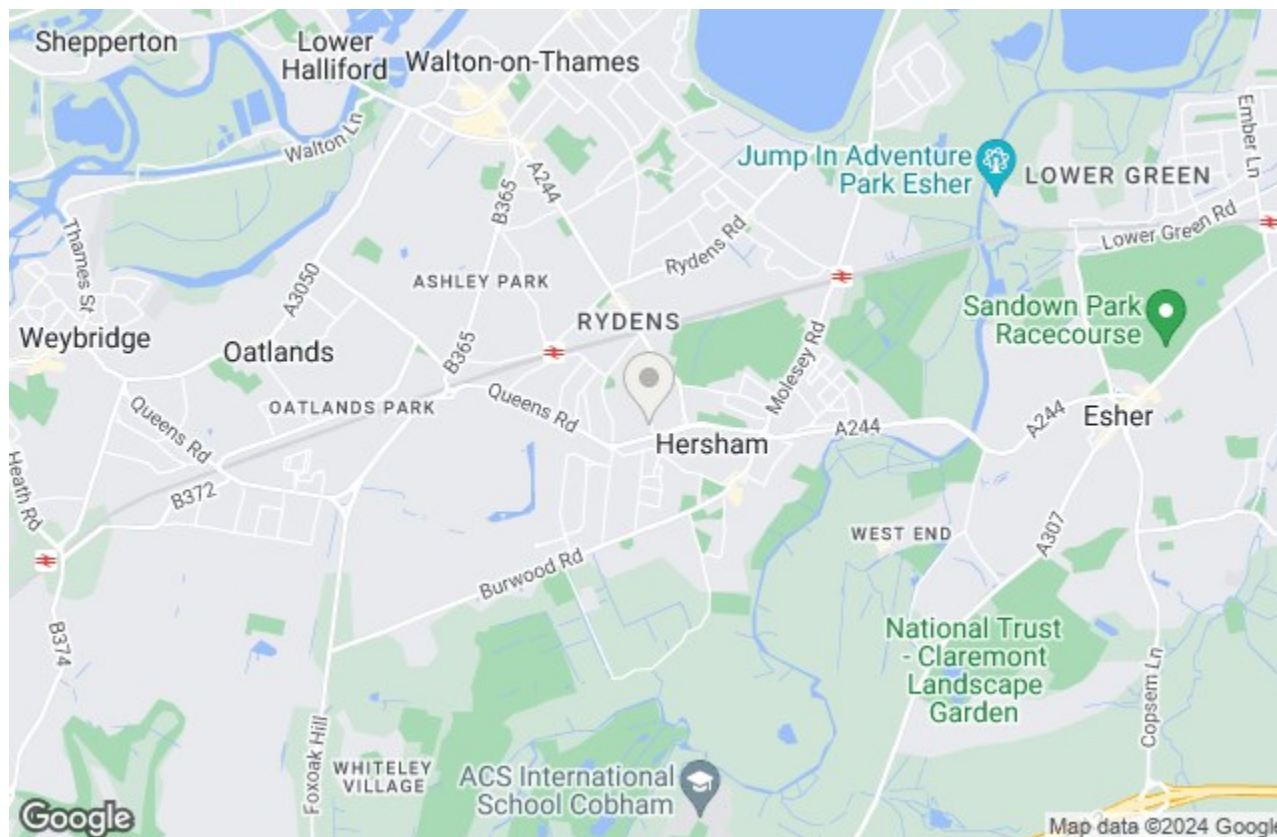 Shepperton
Lower
Halliford
Walton-on-Thames
Walton Ln
A244
B365
Jump In Adventure
Park Esher
LOWER GREEN
Ember Ln
Lower Green Rd
Thames St
A3050
ASHLEY PARK
Rydens Rd
RYDENS
Sandown Park
Racecourse
Weybridge
Oatlands
B365
OATLANDS PARK
Queens Rd
Queens Rd
Molesey Rd
Hersham
A244
A244
Esher
Heath Rd
B372
WEST END
A307
Burwood Rd
B374
National Trust
- Claremont
Landscape
Garden
Copsem Ln
Foxoak Hill
WHITELEY
VILLAGE
ACS International
School Cobham
Google
Map data ©2024 Google